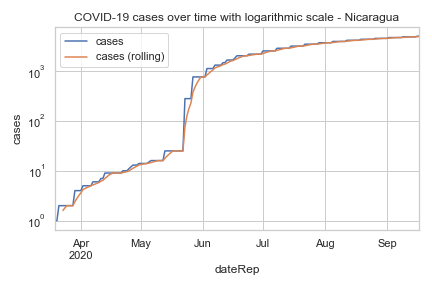 COVID-19 cases over time with logarithmic scale - Nicaragua
cases
cases (rolling)
cases
10³
10²
10¹
10⁰
Apr
2020
May
Jun
Jul
Aug
Sep
dateRep